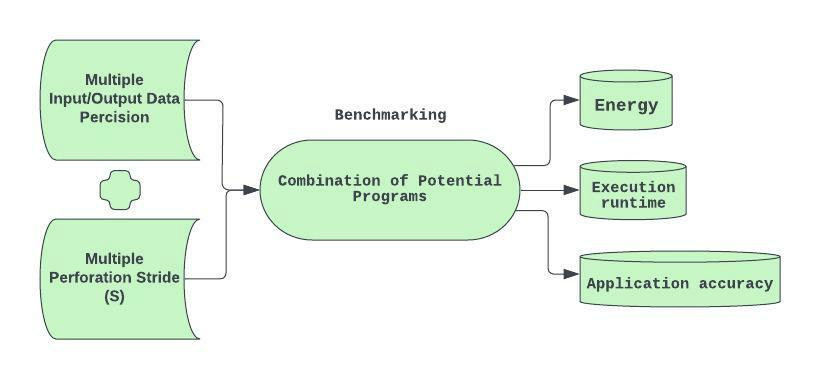 Multiple
Input/Output Data
Percision
Multiple
Perforation Stride
(S)
Benchmarking
Combination of Potential
Programs
Energy
Execution
runtime
Application accuracy